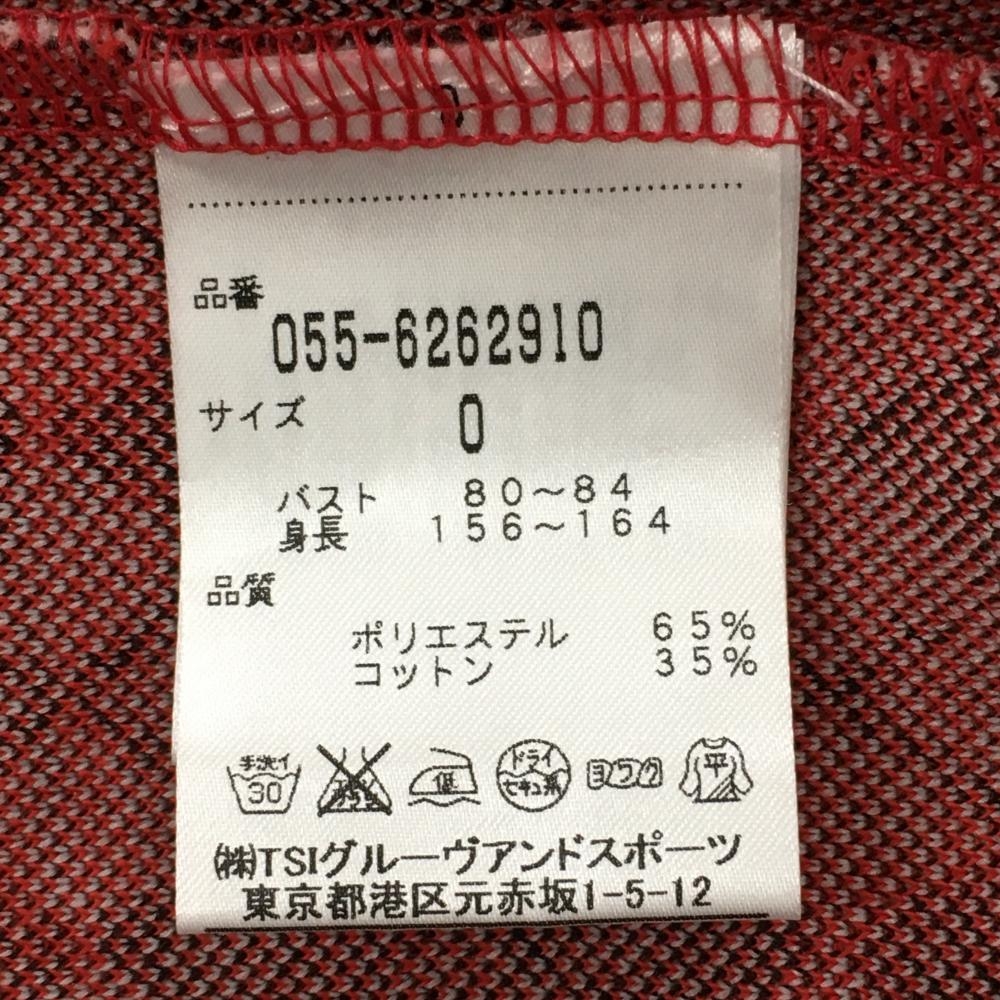 0
品番
055-6262910
サイズ 0
バスト 80～84
身長 156～164
品質
ポリエステル 65%
コットン 35%
手洗イ 30 低 ドライ セキユ系 ヨワク 平
㈱TSIグルーヴアンドスポーツ
東京都港区元赤坂1-5-12